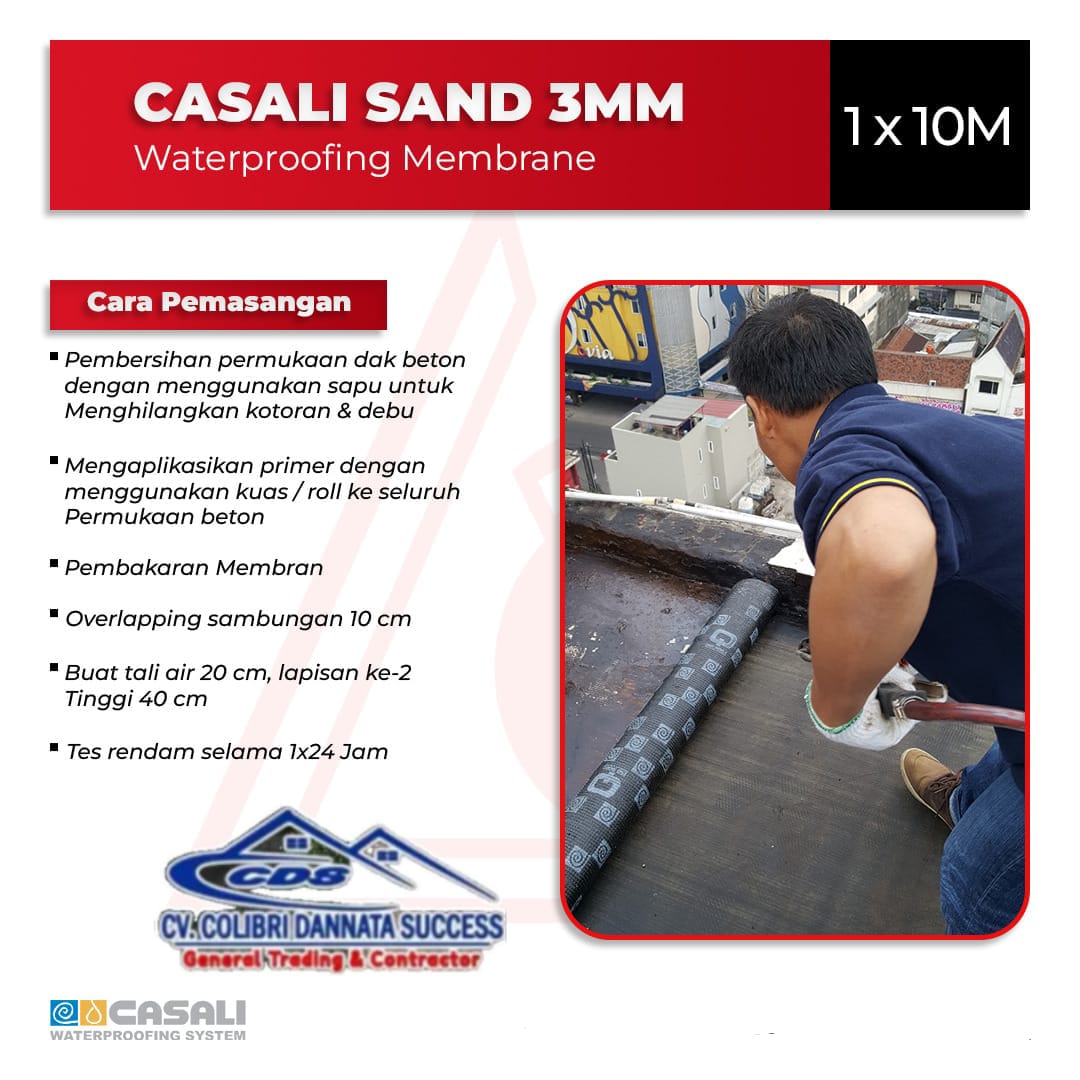 CASALI SAND 3MM
Waterproofing Membrane
1 x 10M
Cara Pemasangan
Pembersihan permukaan dak beton
dengan menggunakan sapu untuk
Menghilangkan kotoran & debu
Mengaplikasikan primer dengan
menggunakan kuas / roll ke seluruh
Permukaan beton
Pembakaran Membran
Overlapping sambungan 10 cm
Buat tali air 20 cm, lapisan ke-2
Tinggi 40 cm
Tes rendam selama 1x24 Jam
CDS
CV. COLIBRI DANNATA SUCCESS
General Trading & Contractor
CASALI
WATERPROOFING SYSTEM